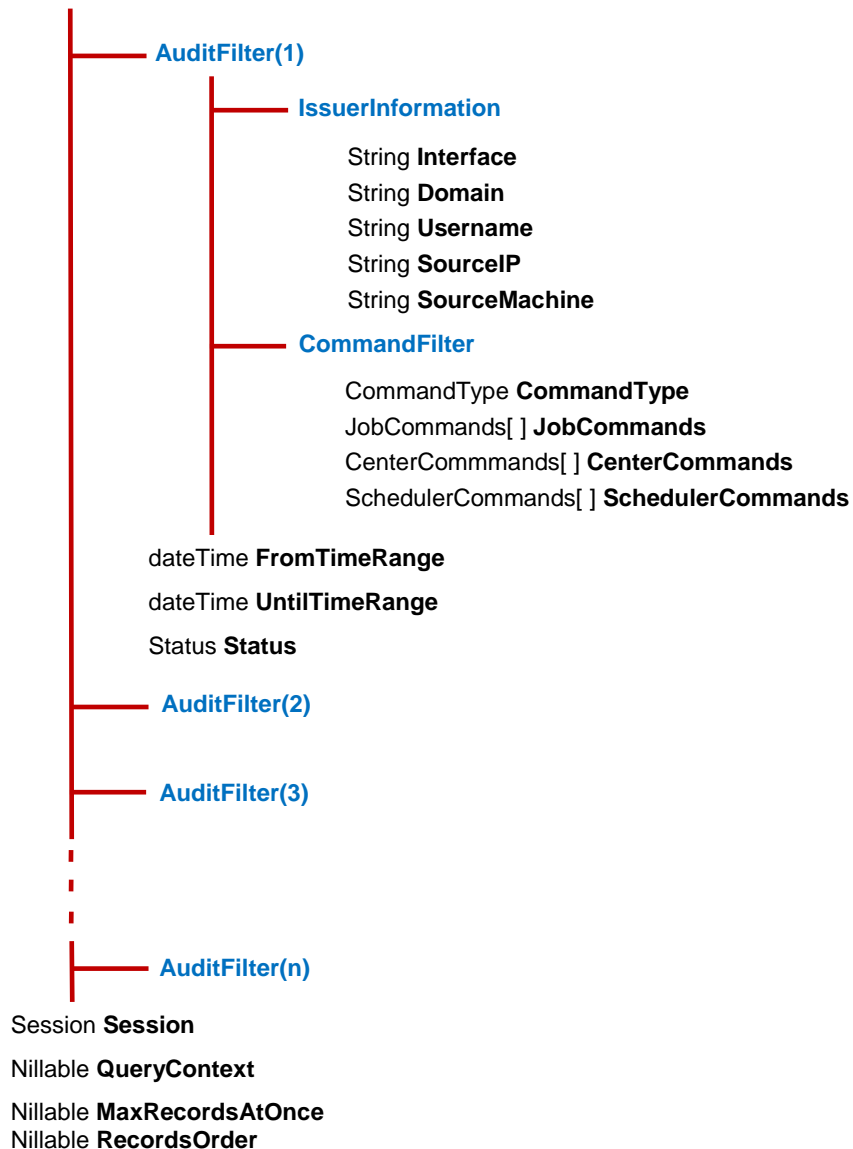 AuditFilter(1)
IssuerInformation
String Interface
String Domain
String Username
String SourceIP
String SourceMachine
CommandFilter
CommandType CommandType
JobCommands[ ] JobCommands
CenterCommmands[ ] CenterCommands
SchedulerCommands[ ] SchedulerCommands
dateTime FromTimeRange
dateTime UntilTimeRange
Status Status
AuditFilter(2)
AuditFilter(3)
AuditFilter(n)
Session Session
Nillable QueryContext
Nillable MaxRecordsAtOnce
Nillable RecordsOrder